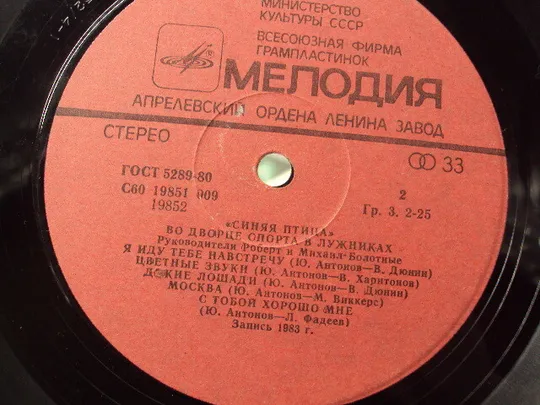 МИНИСТЕРСТВО
КУЛЬТУРЫ СССР
ВСЕСОЮЗНАЯ ФИРМА
ГРАМПЛАСТИНОК
МЕЛОДИЯ
АПРЕЛЕВСКИЙ ОРДЕНА ЛЕНИНА ЗАВОД
СТЕРЕО
33
ГОСТ 5289-80
С60 19851 009
19852
2
Гр. 3. 2-25
«СИНЯЯ ПТИЦА»
ВО ДВОРЦЕ СПОРТА В ЛУЖНИКАХ
Руководители Роберт и Михаил Болотные
Я ИДУ ТЕБЕ НАВСТРЕЧУ (Ю. Антонов—В. Дюнин)
ЦВЕТНЫЕ ЗВУКИ (Ю. Антонов—В. Харитонов)
ДИКИЕ ЛОШАДИ (Ю. Антонов—В. Дюнин)
МОСКВА (Ю. Антонов—М. Виккерс)
С ТОБОЙ ХОРОШО МНЕ
(Ю. Антонов—Л. Фадеев)
Запись 1983 г.